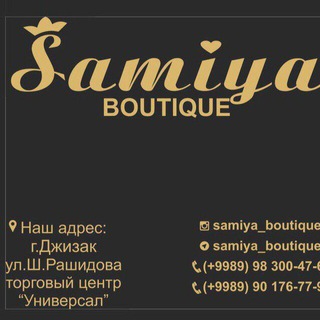 Samiya
BOUTIQUE
Наш адрес:
г.Джизак
ул.Ш.Рашидова
торговый центр
“Универсал”
samiya_boutique
samiya_boutique
(+9989) 98 300-47-
(+9989) 90 176-77-